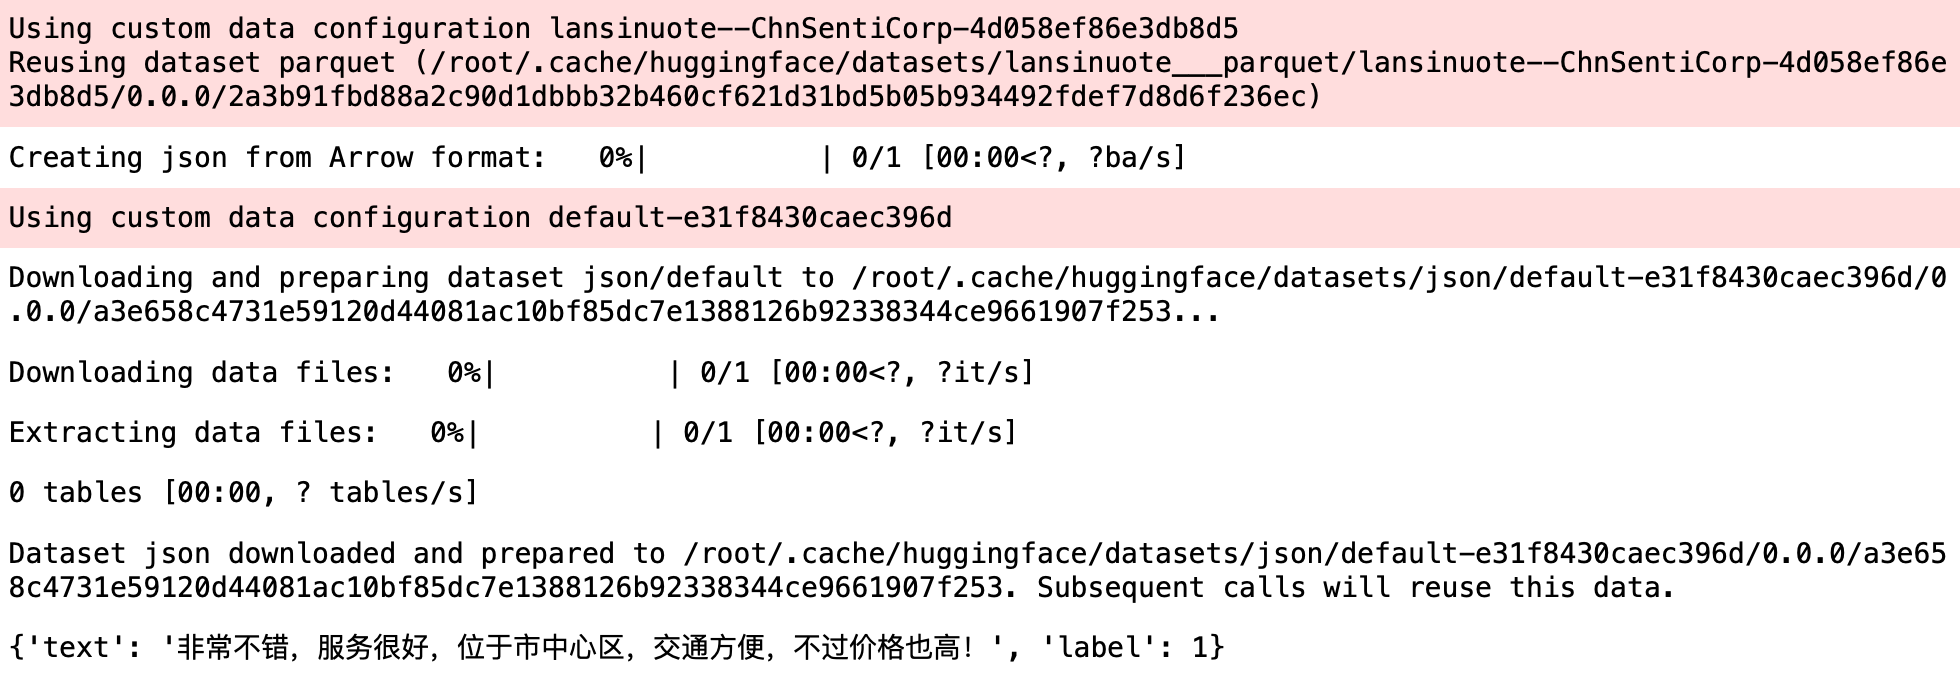 Using custom data configuration lansinuote--ChnSentiCorp-4d058ef86e3db8d5
Reusing dataset parquet (/root/.cache/huggingface/datasets/lansinuote___parquet/lansinuote--ChnSentiCorp-4d058ef86e
3db8d5/0.0.0/2a3b91fbd88a2c90d1dbbb32b460cf621d31bd5b05b934492fdef7d8d6f236ec)
Creating json from Arrow format:   0%|          | 0/1 [00:00<?, ?ba/s]
Using custom data configuration default-e31f8430caec396d
Downloading and preparing dataset json/default to /root/.cache/huggingface/datasets/json/default-e31f8430caec396d/0
.0.0/a3e658c4731e59120d44081ac10bf85dc7e1388126b92338344ce9661907f253...
Downloading data files:   0%|          | 0/1 [00:00<?, ?it/s]
Extracting data files:   0%|          | 0/1 [00:00<?, ?it/s]
0 tables [00:00, ? tables/s]
Dataset json downloaded and prepared to /root/.cache/huggingface/datasets/json/default-e31f8430caec396d/0.0.0/a3e65
8c4731e59120d44081ac10bf85dc7e1388126b92338344ce9661907f253. Subsequent calls will reuse this data.
{'text': '非常不错，服务很好，位于市中心区，交通方便，不过价格也高！', 'label': 1}